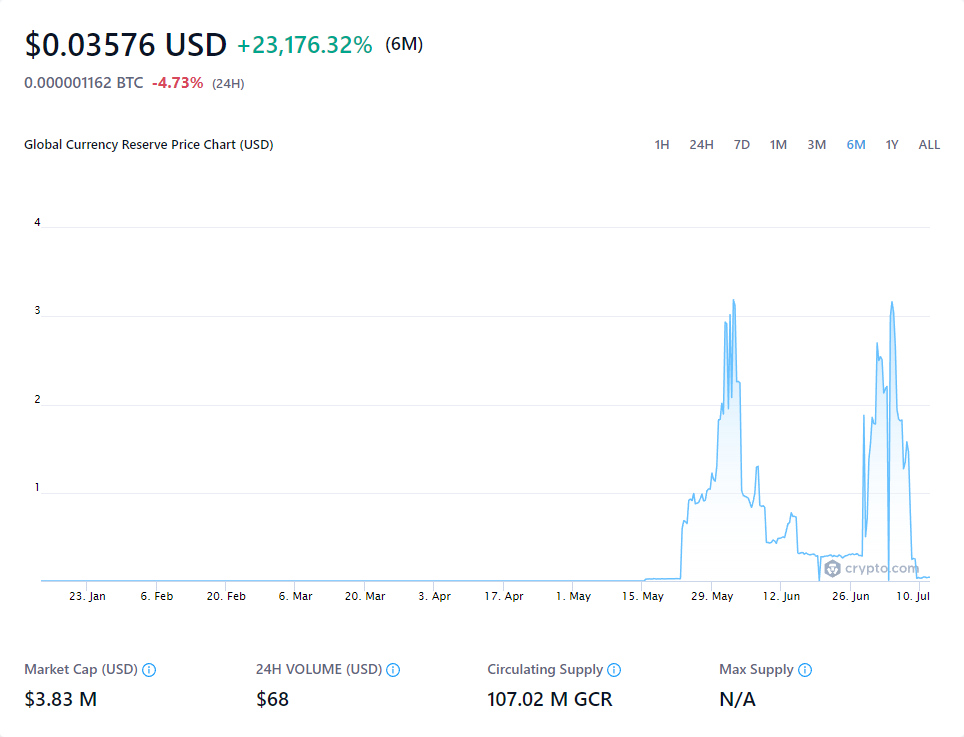 $0.03576 USD +23,176.32% (6M)
0.000001162 BTC -4.73% (24H)
Global Currency Reserve Price Chart (USD)
1H 24H 7D 1M 3M 6M 1Y ALL
4
3
2
1
crypto.com
23. Jan 6. Feb 20. Feb 6. Mar 20. Mar 3. Apr 17. Apr 1. May 15. May 29. May 12. Jun 26. Jun 10. Jul
Market Cap (USD) 24H VOLUME (USD) Circulating Supply Max Supply
$3.83 M $68 107.02 M GCR N/A